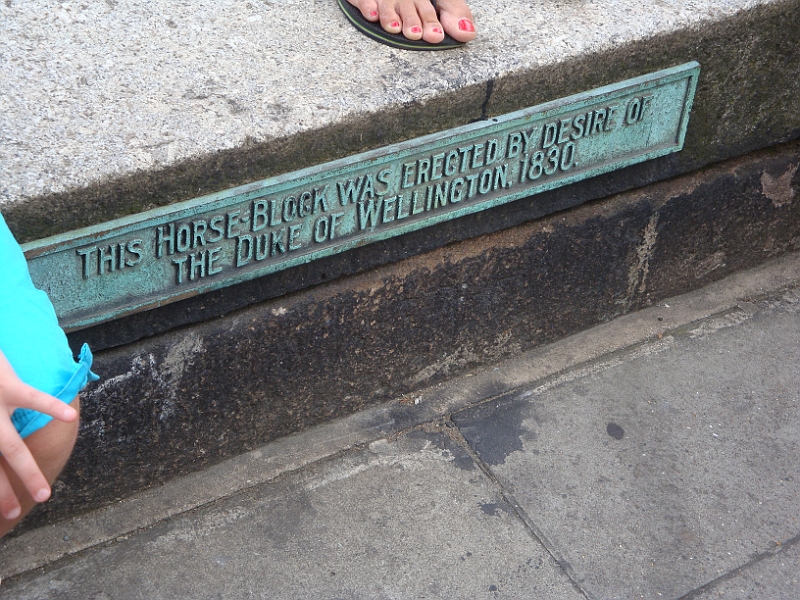 THIS HORSE-BLOCK WAS ERECTED BY DESIRE OF
THE DUKE OF WELLINGTON. 1830.